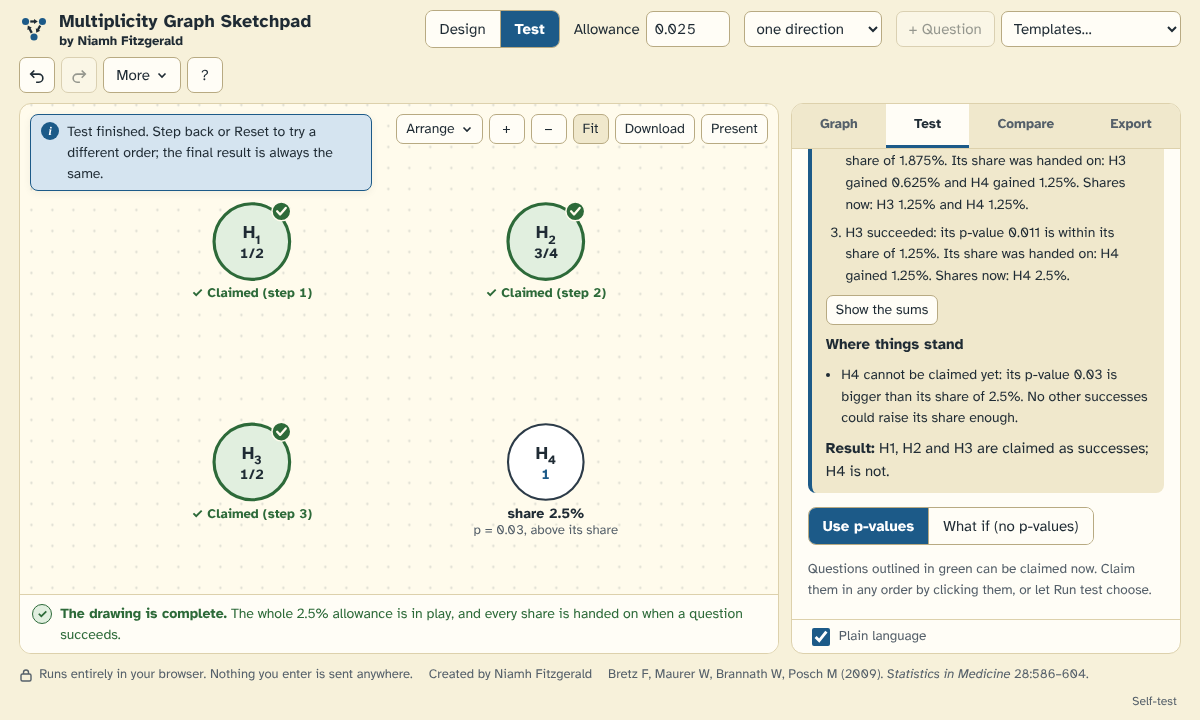 Multiplicity Graph Sketchpad
by Niamh Fitzgerald
Design
Test
Allowance
0.025
one direction
+ Question
Templates...
More
?
Test finished. Step back or Reset to try a
different order; the final result is always the
same.
Arrange
+
−
Fit
Download
Present
H1
1/2
✓ Claimed (step 1)
H2
3/4
✓ Claimed (step 2)
H3
1/2
✓ Claimed (step 3)
H4
1
share 2.5%
p = 0.03, above its share
The drawing is complete. The whole 2.5% allowance is in play, and every share is handed on when a question
succeeds.
Graph
Test
Compare
Export
share of 1.875%. Its share was handed on: H3
gained 0.625% and H4 gained 1.25%. Shares
now: H3 1.25% and H4 1.25%.
3. H3 succeeded: its p-value 0.011 is within its
share of 1.25%. Its share was handed on: H4
gained 1.25%. Shares now: H4 2.5%.
Show the sums
Where things stand
• H4 cannot be claimed yet: its p-value 0.03 is
bigger than its share of 2.5%. No other successes
could raise its share enough.
Result: H1, H2 and H3 are claimed as successes;
H4 is not.
Use p-values
What if (no p-values)
Questions outlined in green can be claimed now. Claim
them in any order by clicking them, or let Run test choose.
Plain language
Runs entirely in your browser. Nothing you enter is sent anywhere.
Created by Niamh Fitzgerald
Bretz F, Maurer W, Brannath W, Posch M (2009). Statistics in Medicine 28:586–604.
Self-test